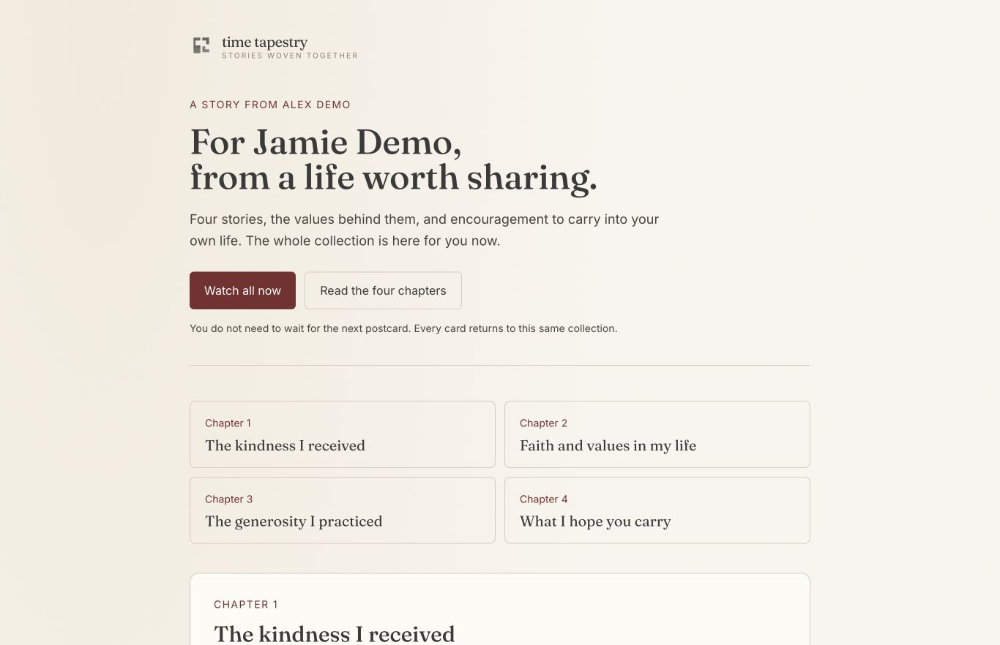 time tapestry
STORIES WOVEN TOGETHER
A STORY FROM ALEX DEMO
For Jamie Demo,
from a life worth sharing.
Four stories, the values behind them, and encouragement to carry into your
own life. The whole collection is here for you now.
Watch all now
Read the four chapters
You do not need to wait for the next postcard. Every card returns to this same collection.
Chapter 1
The kindness I received
Chapter 2
Faith and values in my life
Chapter 3
The generosity I practiced
Chapter 4
What I hope you carry
CHAPTER 1
The kindness I received